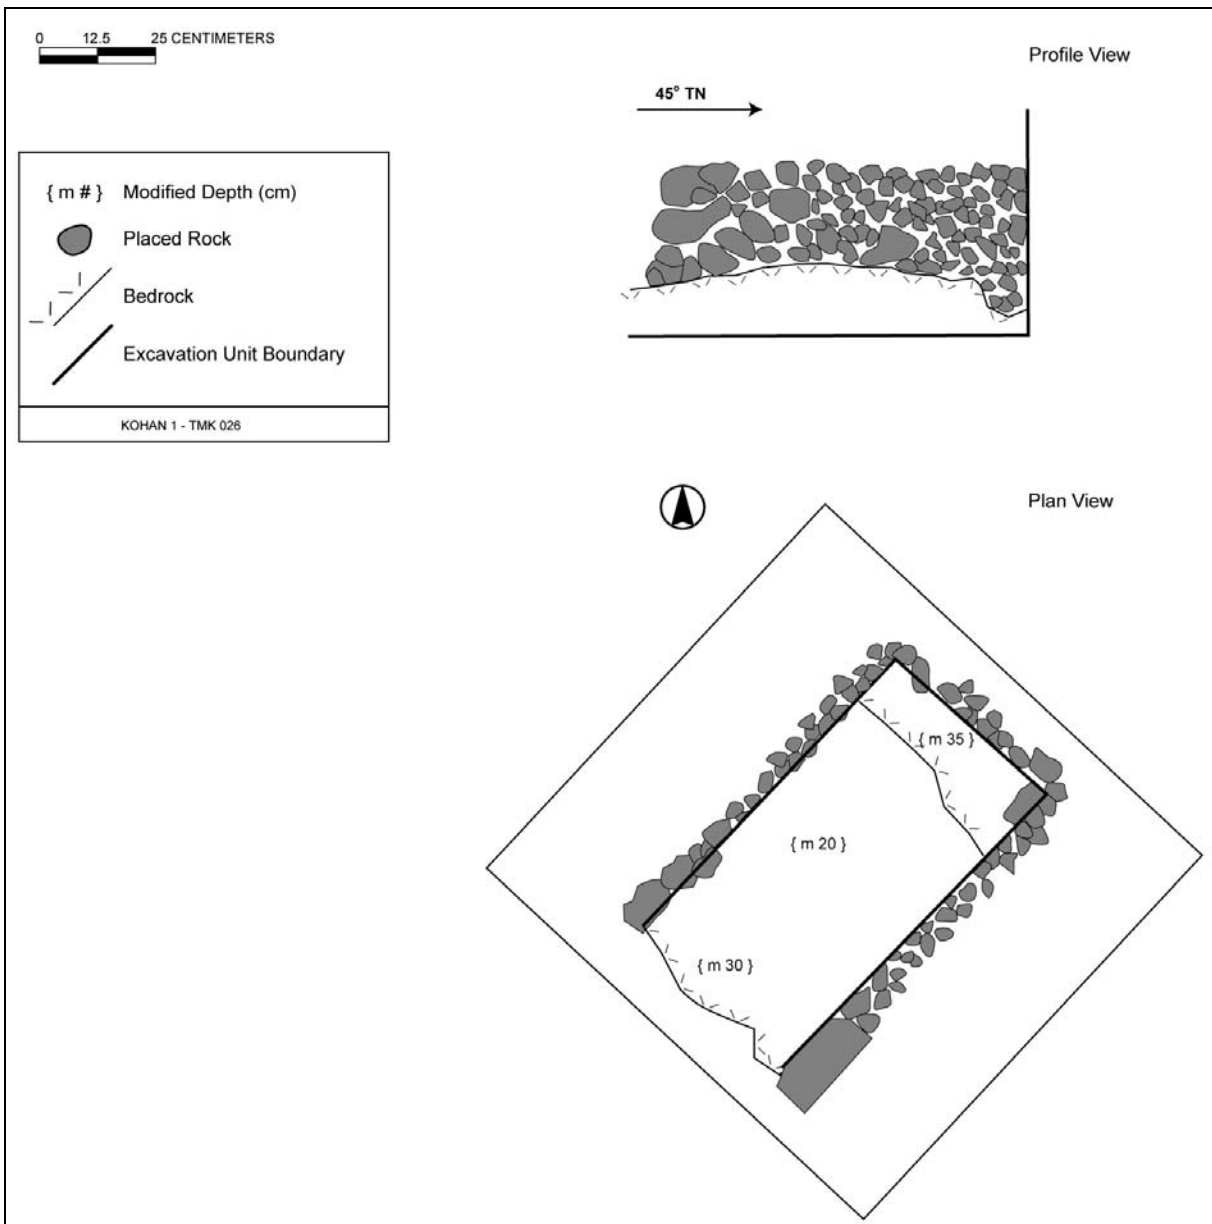 0 12.5 25 CENTIMETERS
Profile View
45° TN
{ m # } Modified Depth (cm)
Placed Rock
Bedrock
Excavation Unit Boundary
KOHAN 1 - TMK 026
Plan View
{ m 35 }
{ m 20 }
{ m 30 }